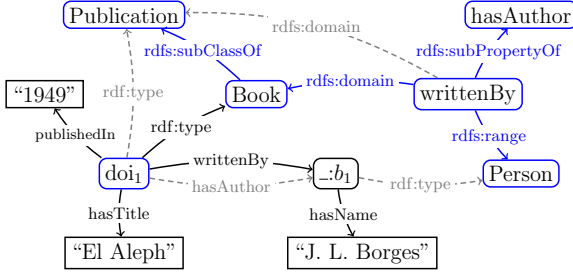 Publication
hasAuthor
rdfs:domain
rdfs:subClassOf
rdfs:subPropertyOf
rdfs:domain
rdf:type
“1949”
Book
writtenBy
publishedIn
rdf:type
rdfs:range
writtenBy
doi₁
_:b₁
Person
hasAuthor
rdf:type
hasTitle
hasName
“El Aleph”
“J. L. Borges”